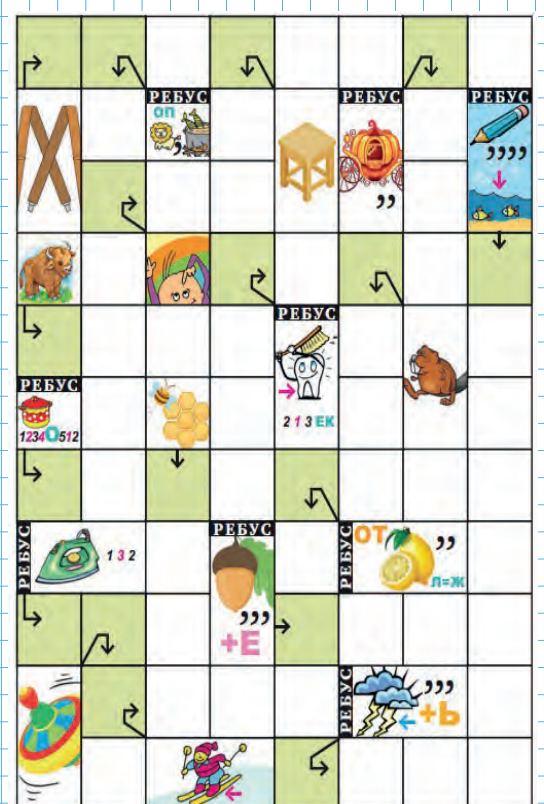 РЕБУС
РЕБУС
РЕБУС
ОП
,
,,
,,,,
РЕБУС
РЕБУС
1234О512
2 1 3 ЕК
РЕБУС
1 3 2
РЕБУС
,,,
+Е
РЕБУС
ОТ
,,
Л=Ж
РЕБУС
,,,
+Ь